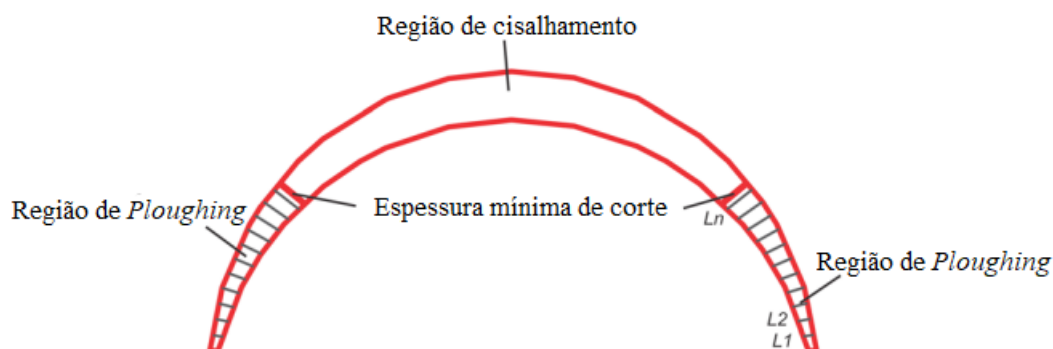 Região de cisalhamento
Região de Ploughing
Espessura mínima de corte
Ln
Região de Ploughing
L2
L1